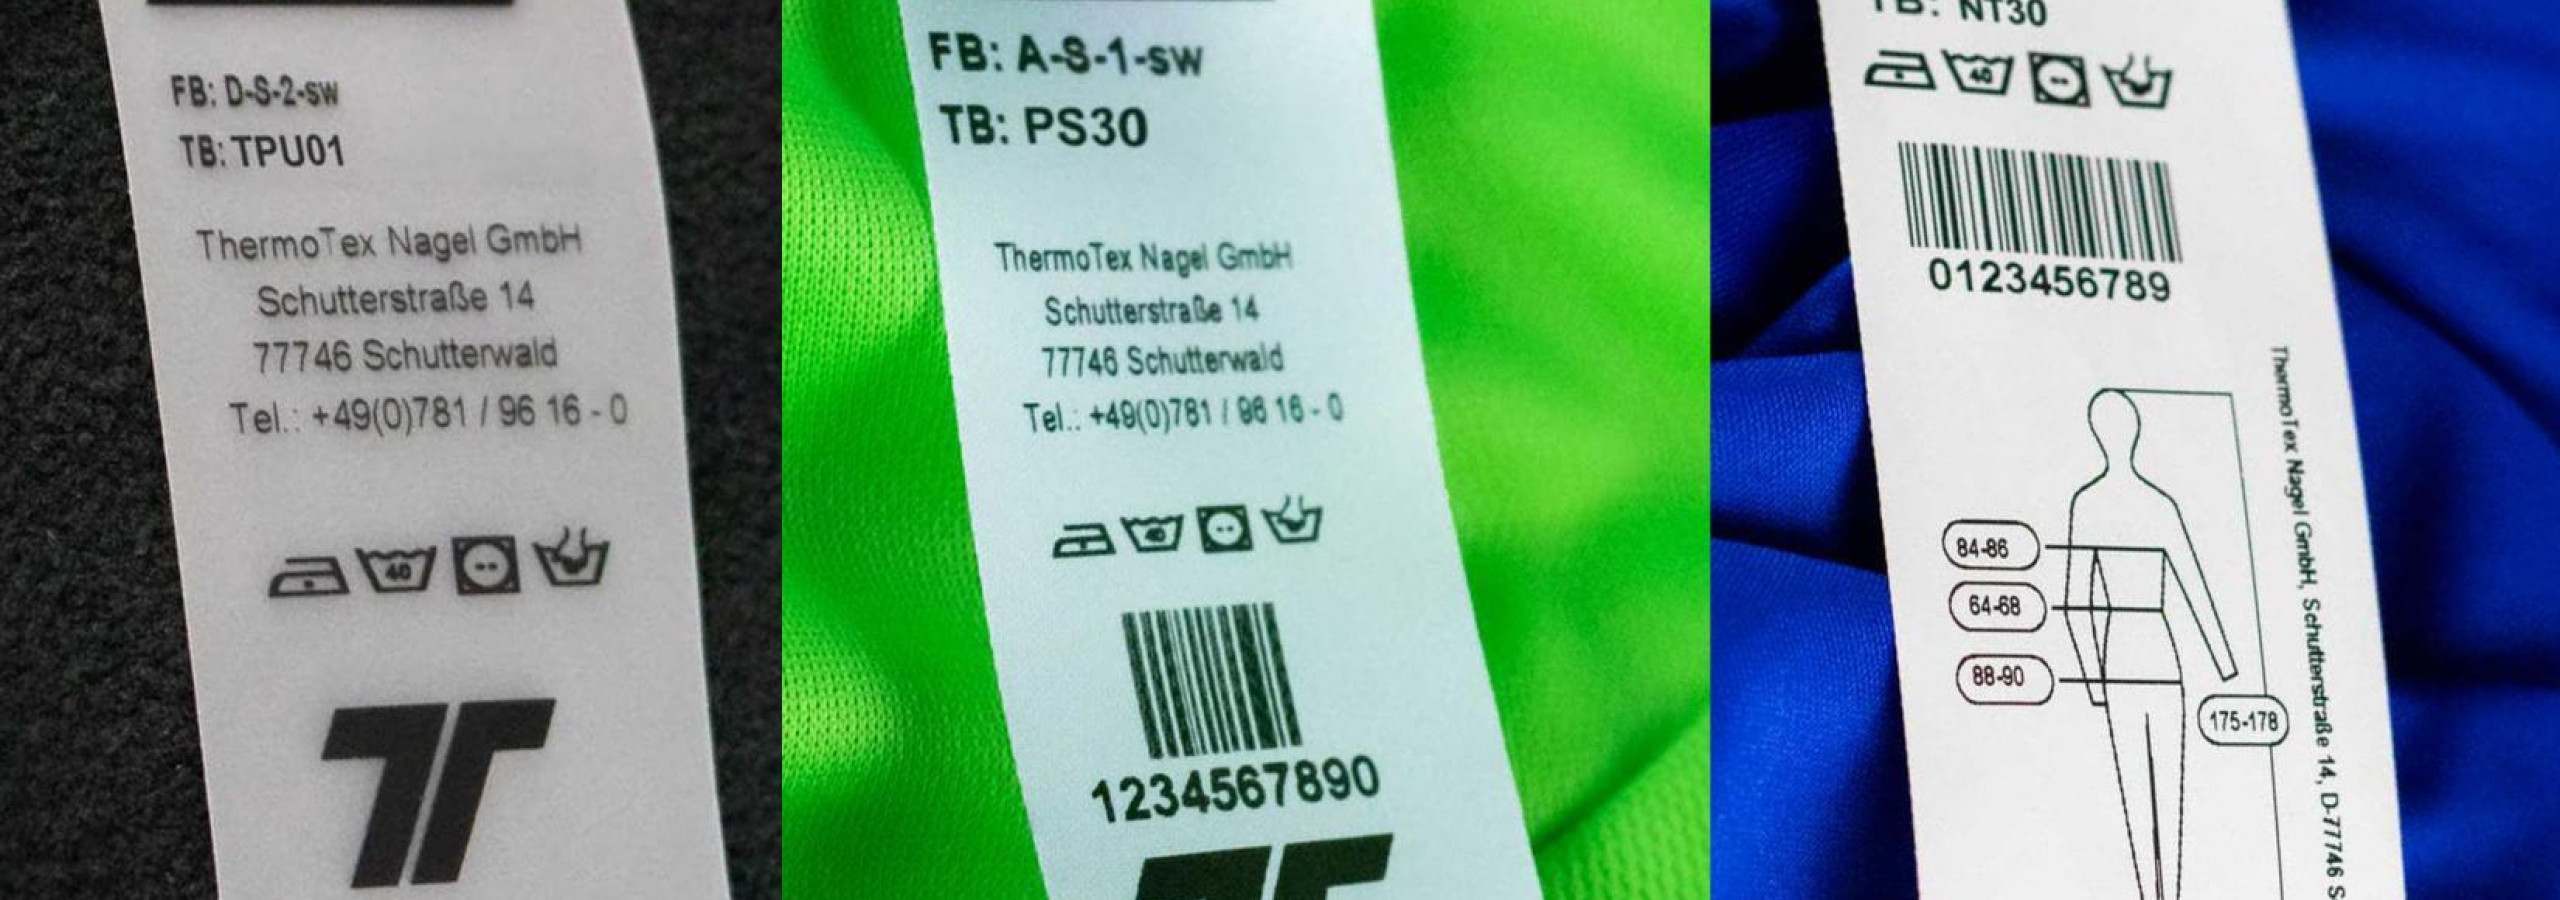 FB: D-S-2-sw
TB: TPU01
ThermoTex Nagel GmbH
Schutterstraße 14
77746 Schutterwald
Tel.: +49(0)781 / 96 16 - 0
40
FB: A-S-1-sw
TB: PS30
ThermoTex Nagel GmbH
Schutterstraße 14
77746 Schutterwald
Tel.: +49(0)781 / 96 16 - 0
40
1234567890
TB: NT30
40
0123456789
84-86
64-68
88-90
175-178
ThermoTex Nagel GmbH, Schutterstraße 14, D-77746 S